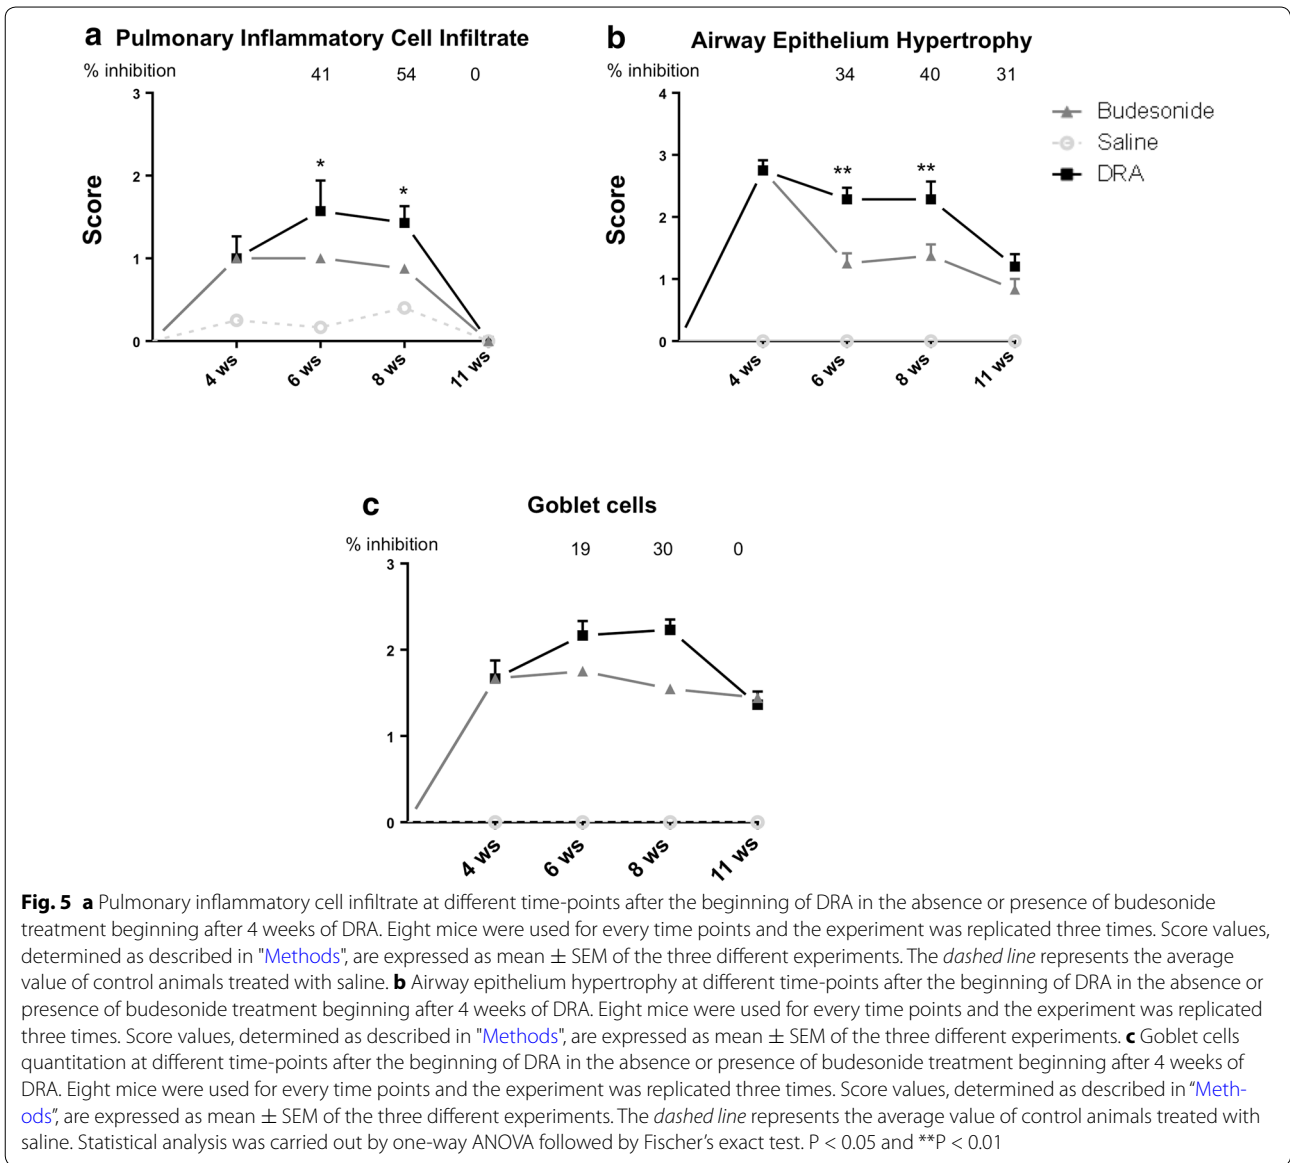 a Pulmonary Inflammatory Cell Infiltrate
% inhibition 41 54 0
3
2
1
0
Score
* *
4 ws 6 ws 8 ws 11 ws
b Airway Epithelium Hypertrophy
% inhibition 34 40 31
4
3
2
1
0
Score
** **
4 ws 6 ws 8 ws 11 ws
Budesonide
Saline
DRA
c Goblet cells
% inhibition 19 30 0
3
2
1
0
4 ws 6 ws 8 ws 11 ws
Fig. 5 a Pulmonary inflammatory cell infiltrate at different time-points after the beginning of DRA in the absence or presence of budesonide
treatment beginning after 4 weeks of DRA. Eight mice were used for every time points and the experiment was replicated three times. Score values,
determined as described in "Methods", are expressed as mean ± SEM of the three different experiments. The dashed line represents the average
value of control animals treated with saline. b Airway epithelium hypertrophy at different time-points after the beginning of DRA in the absence or
presence of budesonide treatment beginning after 4 weeks of DRA. Eight mice were used for every time points and the experiment was replicated
three times. Score values, determined as described in "Methods", are expressed as mean ± SEM of the three different experiments. c Goblet cells
quantitation at different time-points after the beginning of DRA in the absence or presence of budesonide treatment beginning after 4 weeks of
DRA. Eight mice were used for every time points and the experiment was replicated three times. Score values, determined as described in “Meth-
ods”, are expressed as mean ± SEM of the three different experiments. The dashed line represents the average value of control animals treated with
saline. Statistical analysis was carried out by one-way ANOVA followed by Fischer’s exact test. P < 0.05 and **P < 0.01